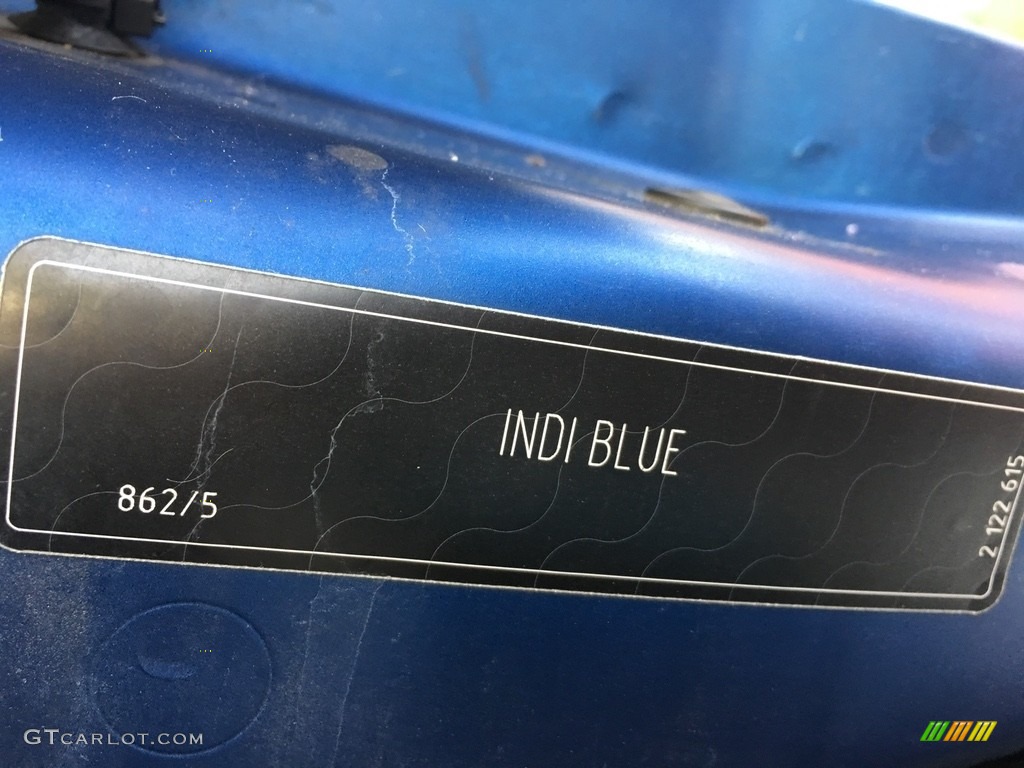 INDI BLUE
862/5
2 122 615
GTCARLOT.COM